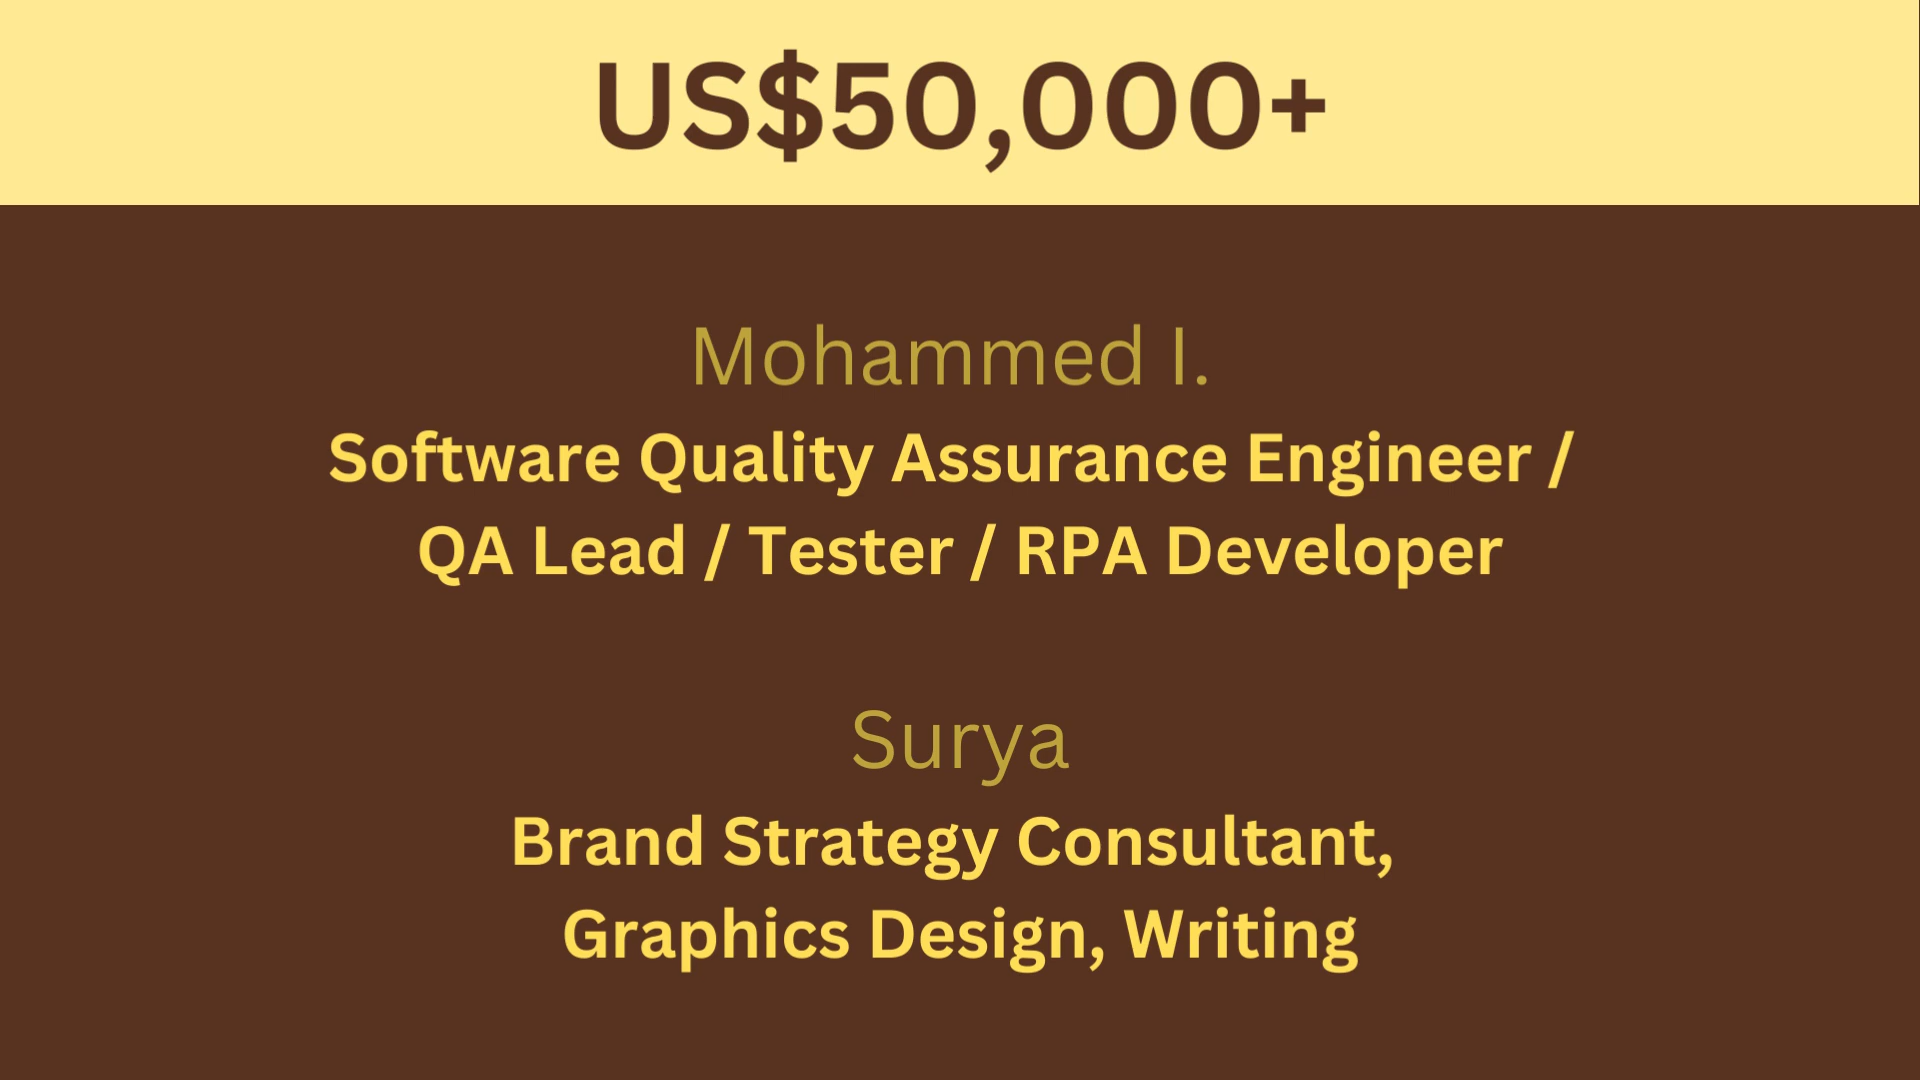 US$50,000+
Mohammed I.
Software Quality Assurance Engineer /
QA Lead / Tester / RPA Developer
Surya
Brand Strategy Consultant,
Graphics Design, Writing